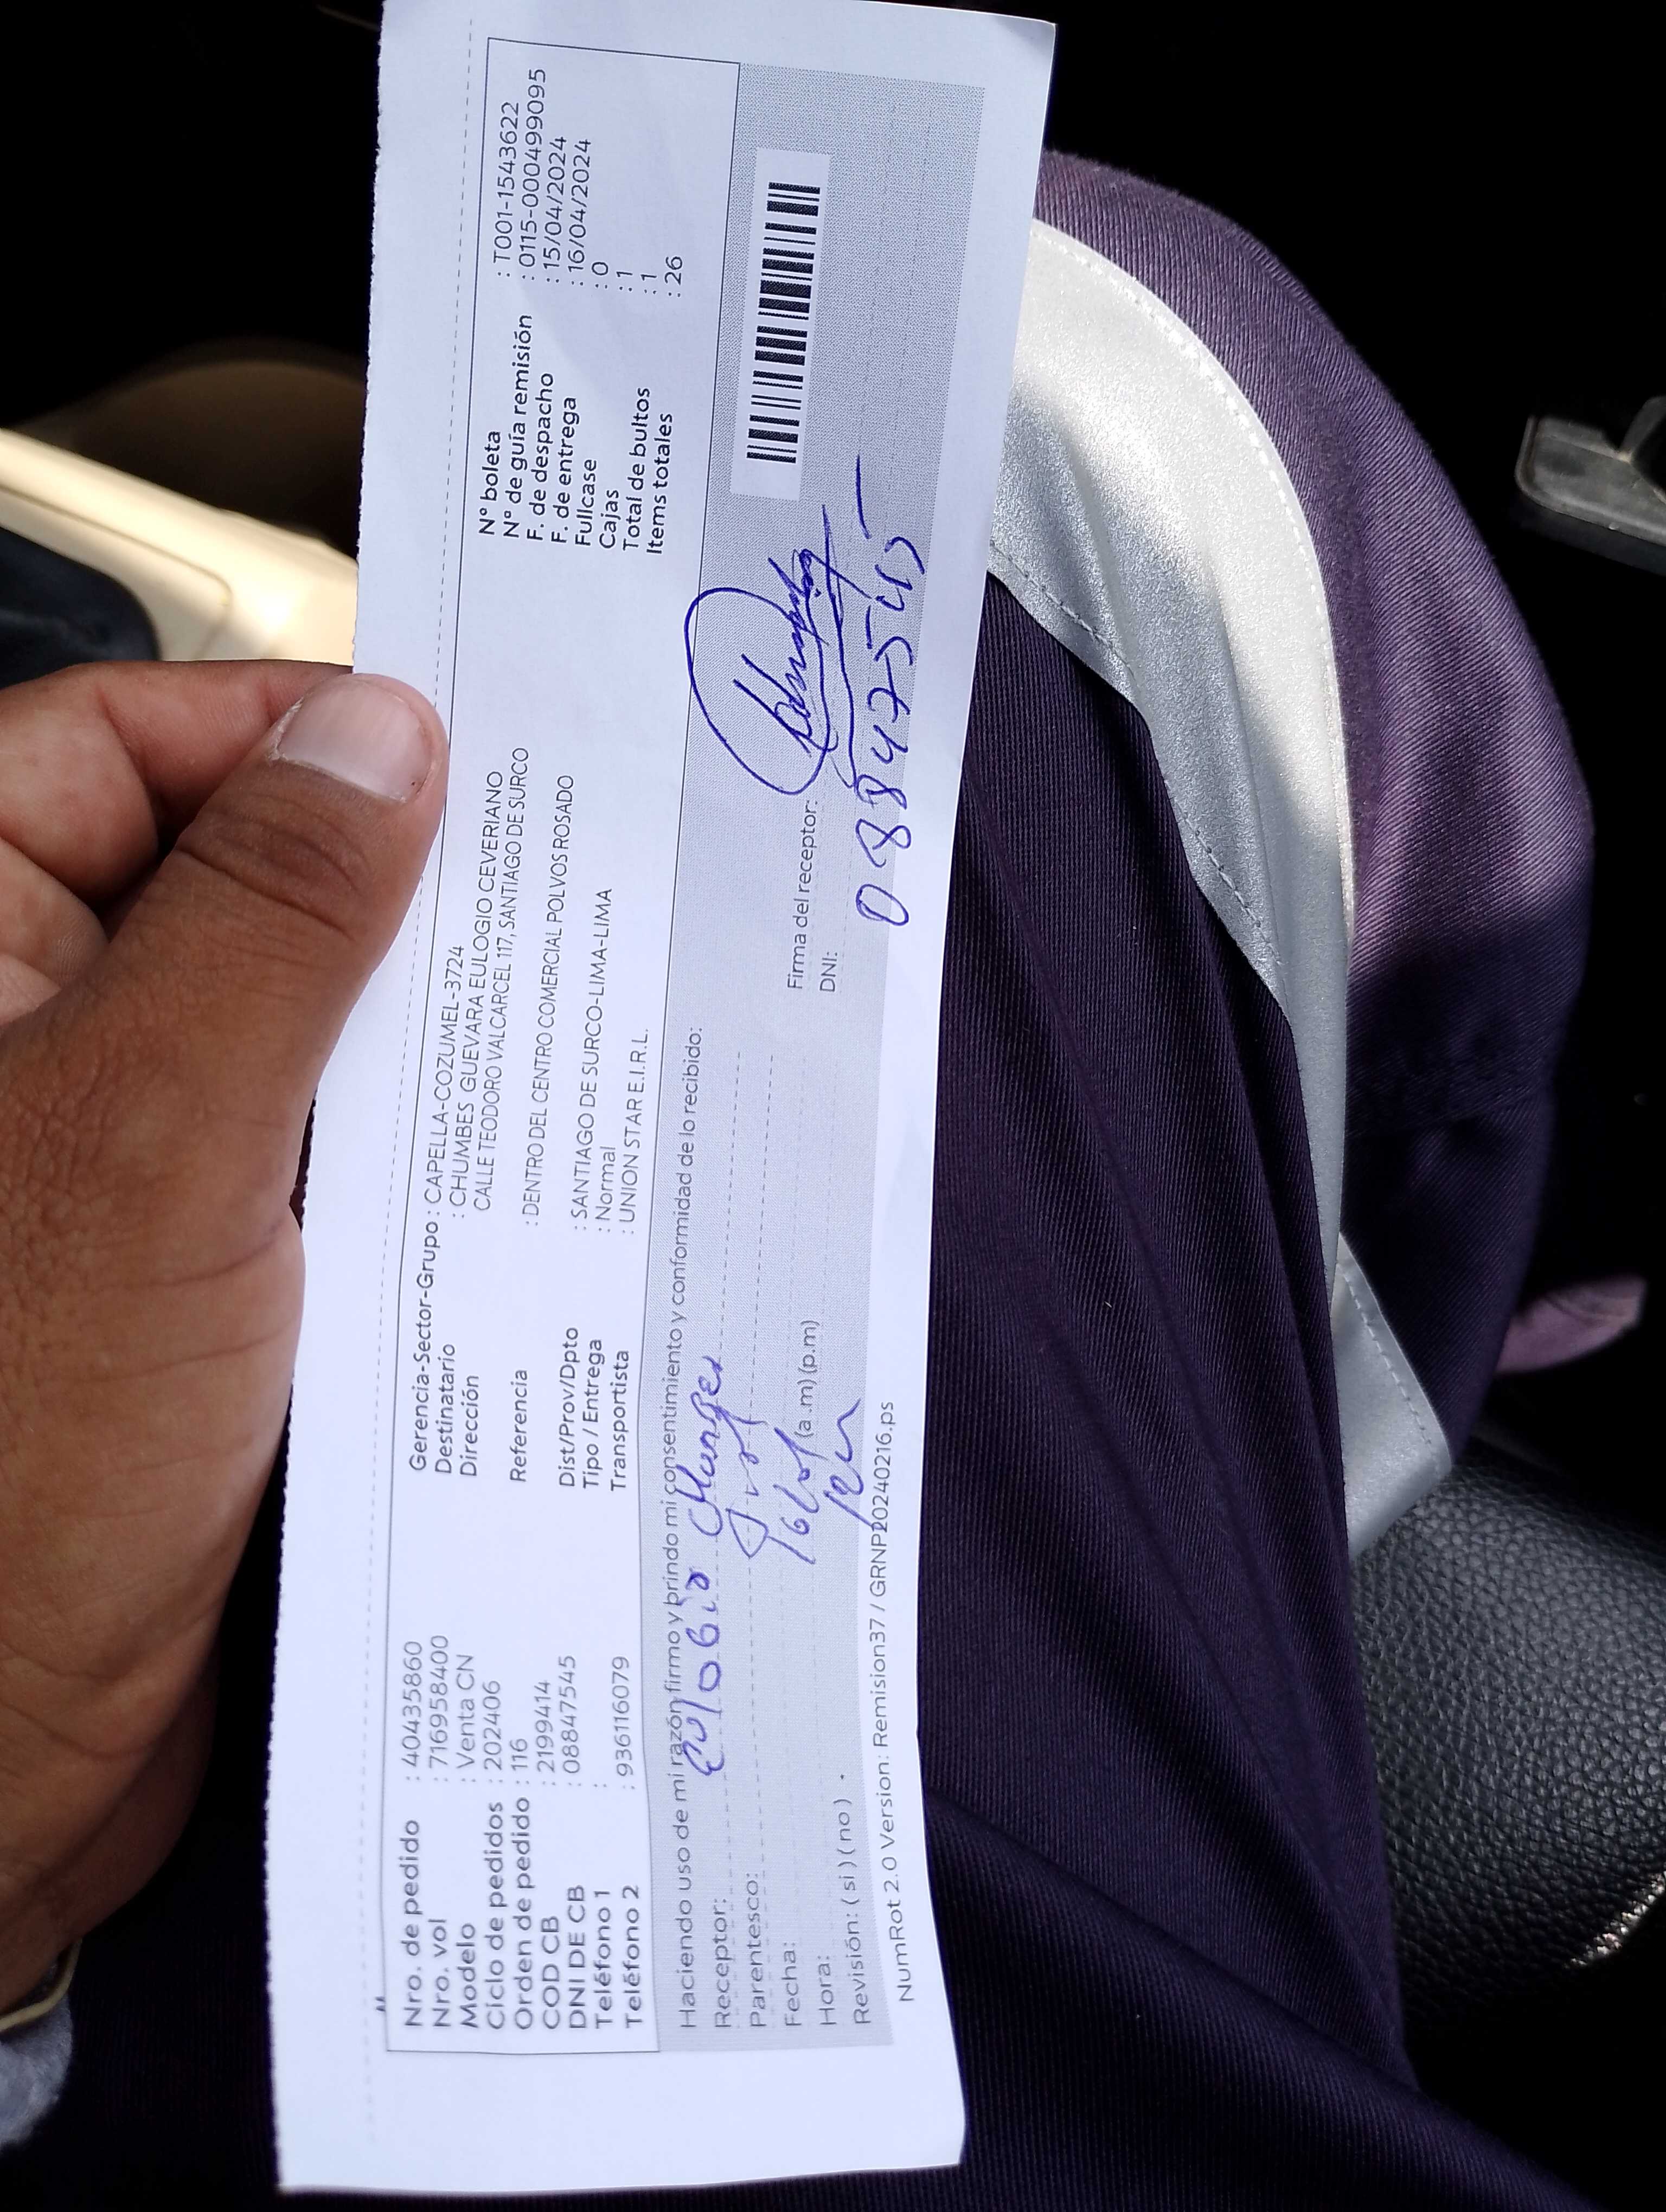 Nro. de pedido : 40435860
Nro. vol : 716958400
Modelo : Venta CN
Ciclo de pedidos : 202406
Orden de pedido : 116
COD CB : 2199414
DNI DE CB : 08847545
Teléfono 1 :
Teléfono 2 : 936116079
Gerencia-Sector-Grupo : CAPELLA-COZUMEL-3724
Destinatario : CHUMBES GUEVARA EULOGIO CEVERIANO
Dirección CALLE TEODORO VALCARCEL 117, SANTIAGO DE SURCO
Referencia : DENTRO DEL CENTRO COMERCIAL POLVOS ROSADO
Dist/Prov/Dpto : SANTIAGO DE SURCO-LIMA-LIMA
Tipo / Entrega : Normal
Transportista : UNION STAR E.I.R.L.
N° boleta : T001-1543622
N° de guía remisión : 0115-000499095
F. de despacho : 15/04/2024
F. de entrega : 16/04/2024
Fullcase : 0
Cajas : 1
Total de bultos : 1
Items totales : 26
Haciendo uso de mi razón firmo y brindo mi consentimiento y conformidad de lo recibido:
Receptor:
Parentesco:
Fecha:
Hora: (a.m) (p.m)
Revisión: ( si ) ( no )
Firma del receptor:
DNI: 08847545
NumRot 2.0 Version: Remision37 / GRNP20240216.ps